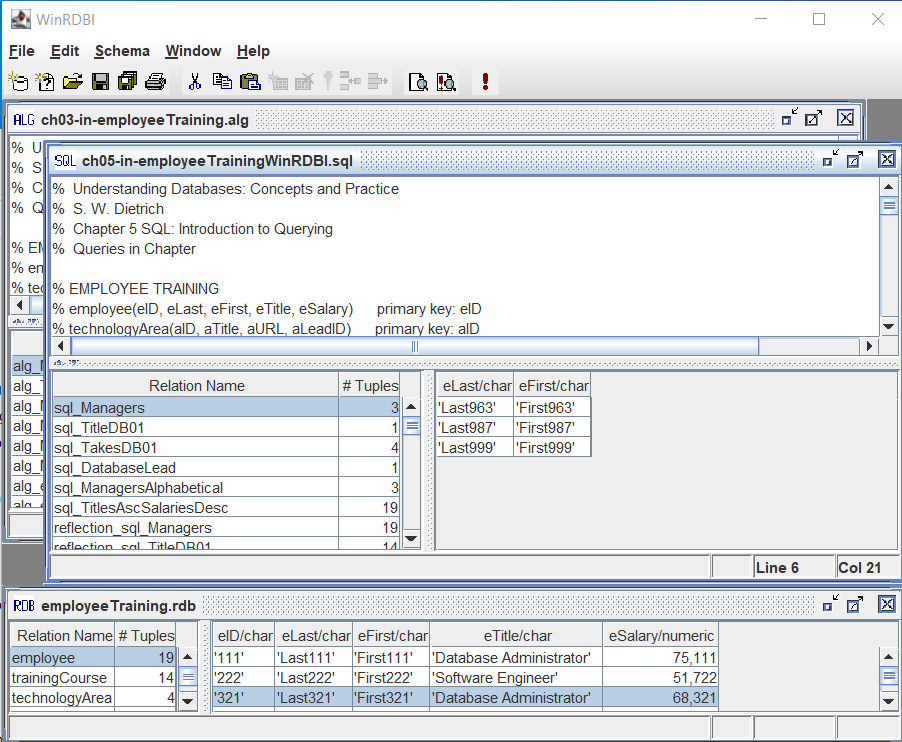 WinRDBI
File Edit Schema Window Help
ALG ch03-in-employeeTraining.alg
% U
% S
% C
% Q
% EM
% em
% tec
alg_M
alg_T
alg_
alg_
alg_
alg_
alg_e
alg_e
SQL ch05-in-employeeTrainingWinRDBI.sql
% Understanding Databases: Concepts and Practice
% S. W. Dietrich
% Chapter 5 SQL: Introduction to Querying
% Queries in Chapter
% EMPLOYEE TRAINING
% employee(eID, eLast, eFirst, eTitle, eSalary) primary key: eID
% technologyArea(aID, aTitle, aURL, aLeadID) primary key: aID
Relation Name # Tuples
sql_Managers 3
sql_TitleDB01 1
sql_TakesDB01 4
sql_DatabaseLead 1
sql_ManagersAlphabetical 3
sql_TitlesAscSalariesDesc 19
reflection_sql_Managers 19
reflection_sql_TitleDB01 14
eLast/char eFirst/char
'Last963' 'First963'
'Last987' 'First987'
'Last999' 'First999'
Line 6 Col 21
RDB employeeTraining.rdb
Relation Name # Tuples
employee 19
trainingCourse 14
technologyArea 4
eID/char eLast/char eFirst/char eTitle/char eSalary/numeric
'111' 'Last111' 'First111' 'Database Administrator' 75,111
'222' 'Last222' 'First222' 'Software Engineer' 51,722
'321' 'Last321' 'First321' 'Database Administrator' 68,321